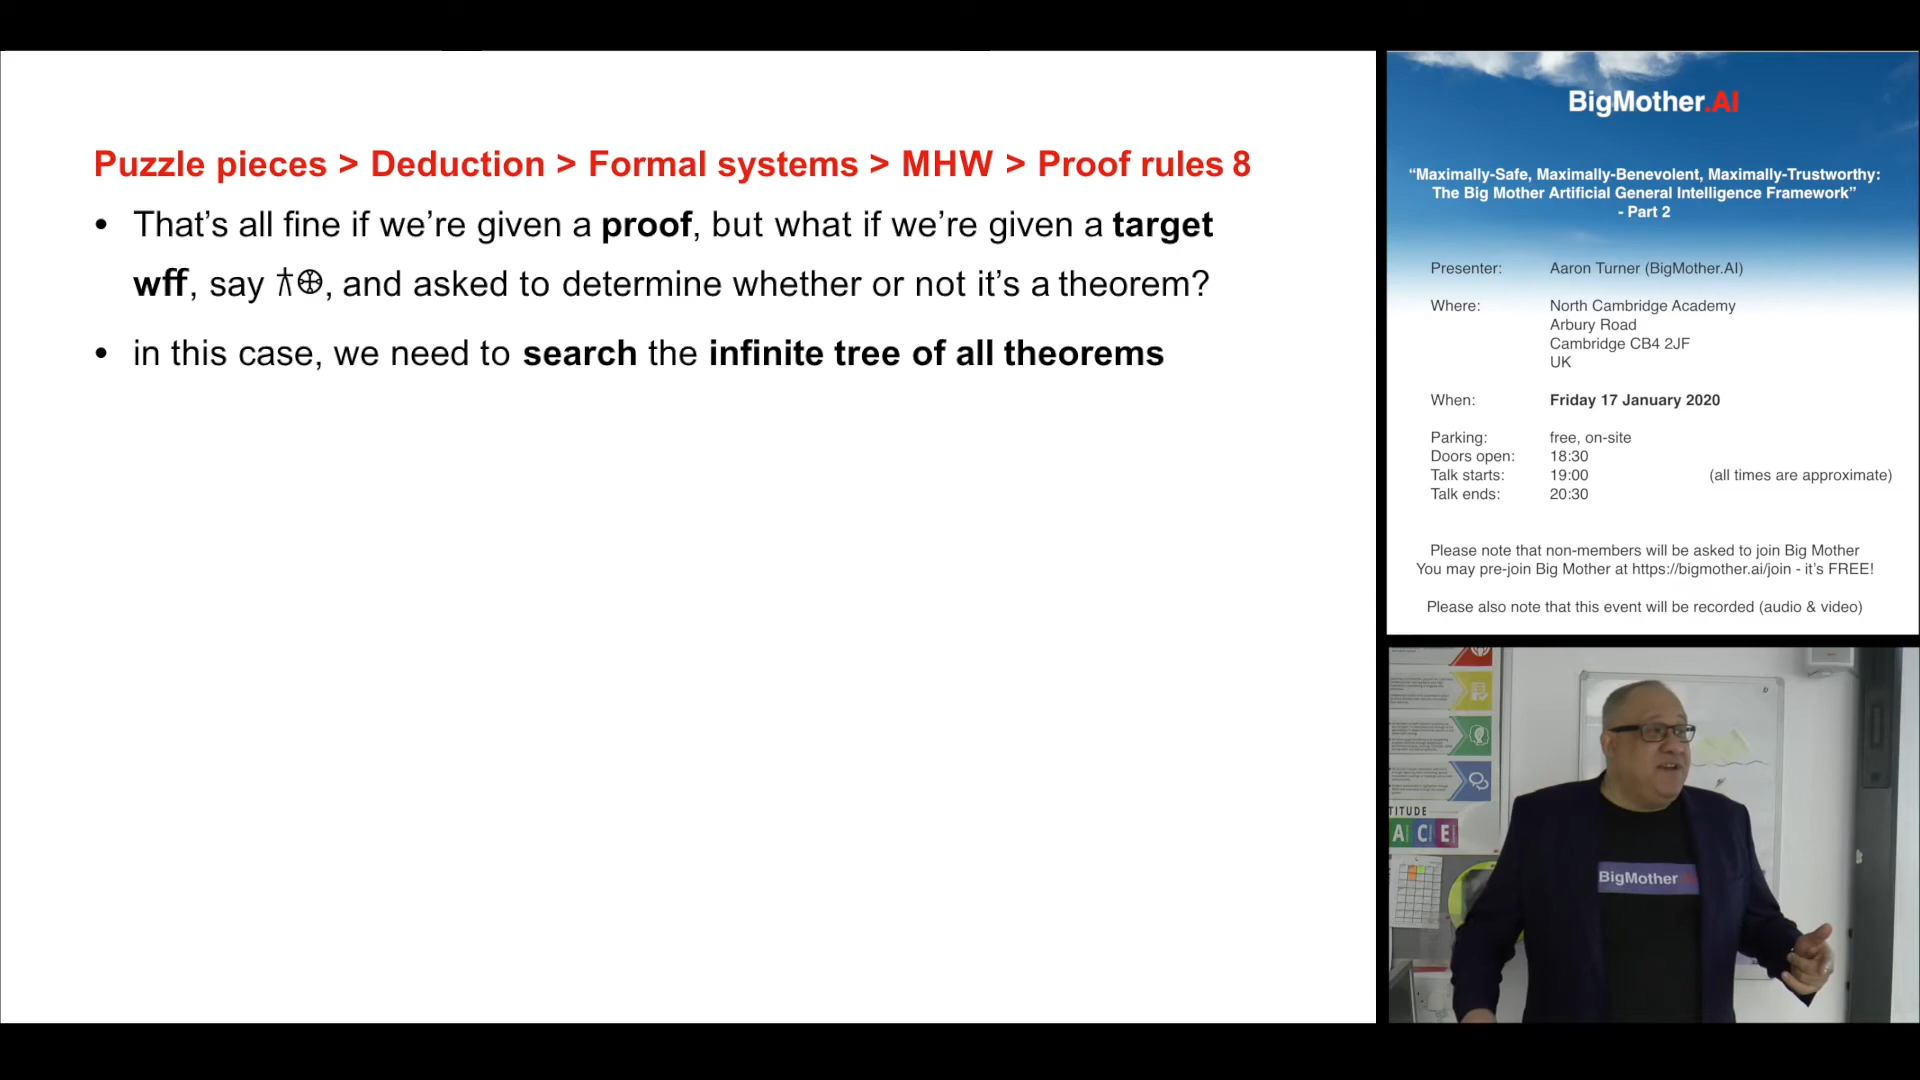 Puzzle pieces > Deduction > Formal systems > MHW > Proof rules 8
• That’s all fine if we’re given a proof, but what if we’re given a target
wff, say , and asked to determine whether or not it’s a theorem?
• in this case, we need to search the infinite tree of all theorems
BigMother.AI
“Maximally-Safe, Maximally-Benevolent, Maximally-Trustworthy:
The Big Mother Artificial General Intelligence Framework”
- Part 2
Presenter: Aaron Turner (BigMother.AI)
Where: North Cambridge Academy
Arbury Road
Cambridge CB4 2JF
UK
When: Friday 17 January 2020
Parking: free, on-site
Doors open: 18:30
Talk starts: 19:00 (all times are approximate)
Talk ends: 20:30
Please note that non-members will be asked to join Big Mother
You may pre-join Big Mother at https://bigmother.ai/join - it’s FREE!
Please also note that this event will be recorded (audio & video)
TITUDE
ACE
BigMother